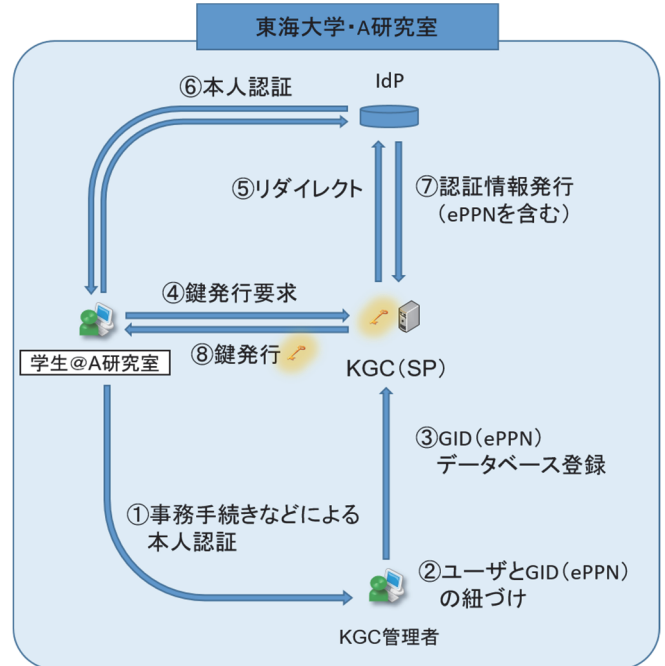 東海大学・A研究室
⑥本人認証
IdP
⑤リダイレクト
⑦認証情報発行
（ePPNを含む）
④鍵発行要求
⑧鍵発行
学生@A研究室
KGC（SP）
③GID（ePPN）
データベース登録
①事務手続きなどによる
本人認証
②ユーザとGID（ePPN）
の紐づけ
KGC管理者